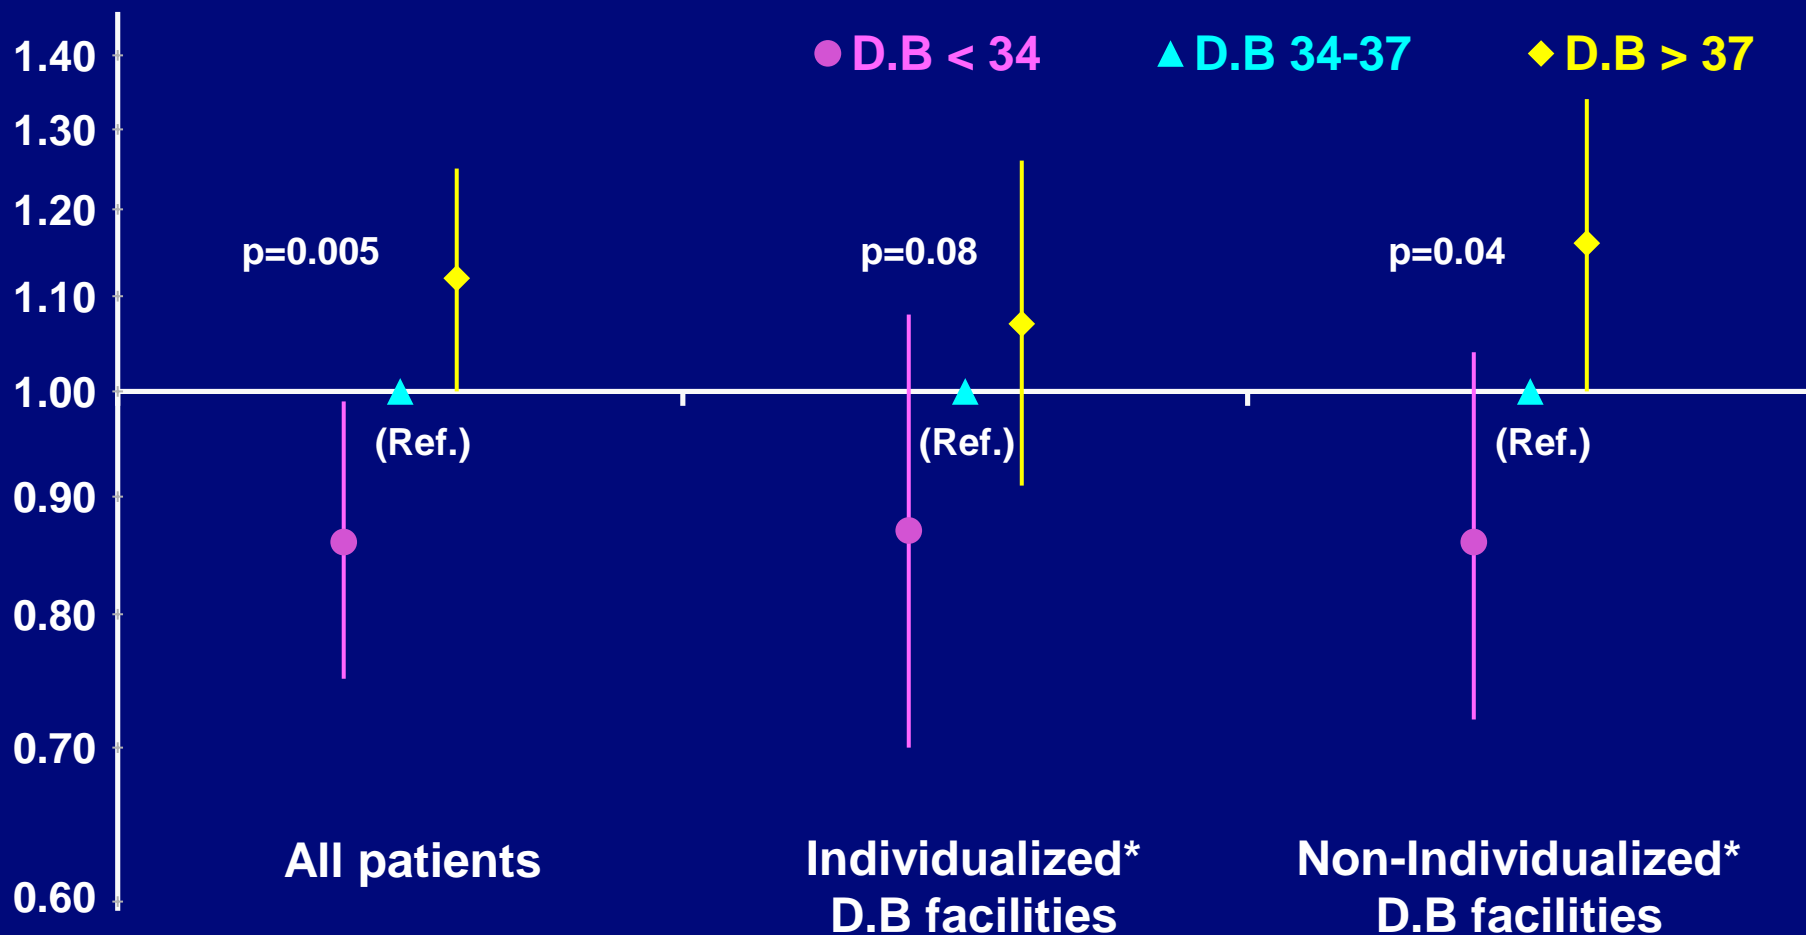 D.B < 34
D.B 34-37
D.B > 37
1.40
1.30
1.20
1.10
1.00
0.90
0.80
0.70
0.60
p=0.005
p=0.08
p=0.04
(Ref.)
(Ref.)
(Ref.)
All patients
Individualized*
D.B facilities
Non-Individualized*
D.B facilities